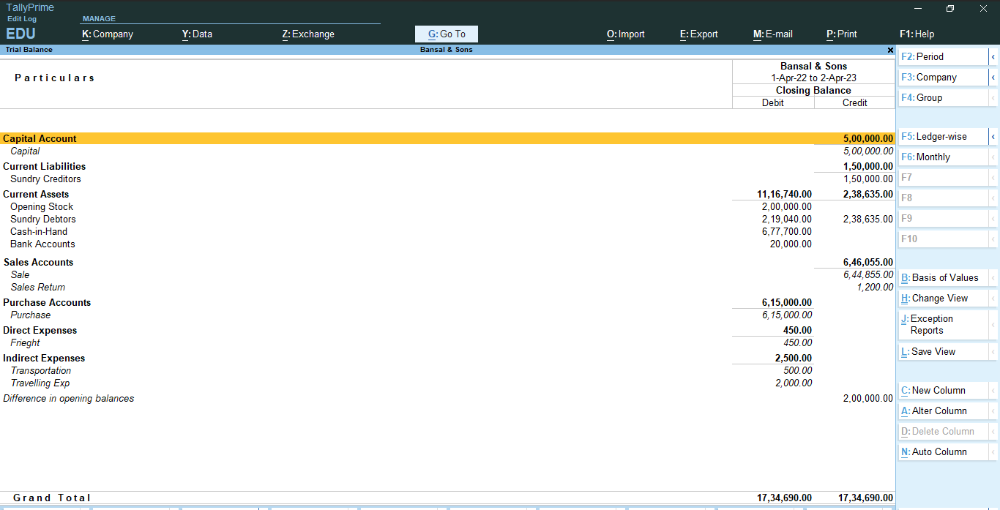 TallyPrime
Edit Log
MANAGE
EDU
K: Company Y: Data Z: Exchange G: Go To O: Import E: Export M: E-mail P: Print F1: Help
Trial Balance Bansal & Sons ×
Particulars
Bansal & Sons
1-Apr-22 to 2-Apr-23
Closing Balance
Debit Credit
Capital Account 5,00,000.00
Capital 5,00,000.00
Current Liabilities 1,50,000.00
Sundry Creditors 1,50,000.00
Current Assets 11,16,740.00 2,38,635.00
Opening Stock 2,00,000.00
Sundry Debtors 2,19,040.00 2,38,635.00
Cash-in-Hand 6,77,700.00
Bank Accounts 20,000.00
Sales Accounts 6,46,055.00
Sale 6,44,855.00
Sales Return 1,200.00
Purchase Accounts 6,15,000.00
Purchase 6,15,000.00
Direct Expenses 450.00
Frieght 450.00
Indirect Expenses 2,500.00
Transportation 500.00
Travelling Exp 2,000.00
Difference in opening balances 2,00,000.00
Grand Total 17,34,690.00 17,34,690.00
F2: Period
F3: Company
F4: Group
F5: Ledger-wise
F6: Monthly
F7
F8
F9
F10
B: Basis of Values
H: Change View
J: Exception
Reports
L: Save View
C: New Column
A: Alter Column
D: Delete Column
N: Auto Column